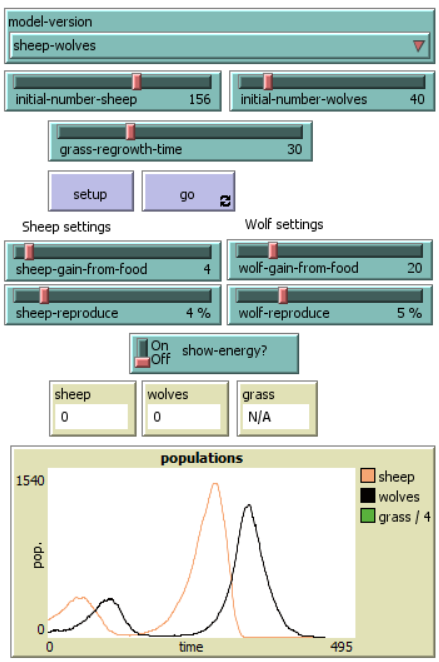 model-version
sheep-wolves
initial-number-sheep 156
initial-number-wolves 40
grass-regrowth-time 30
setup
go
Sheep settings
Wolf settings
sheep-gain-from-food 4
wolf-gain-from-food 20
sheep-reproduce 4 %
wolf-reproduce 5 %
On
Off
show-energy?
sheep
0
wolves
0
grass
N/A
populations
1540
pop.
0
0
time
495
sheep
wolves
grass / 4